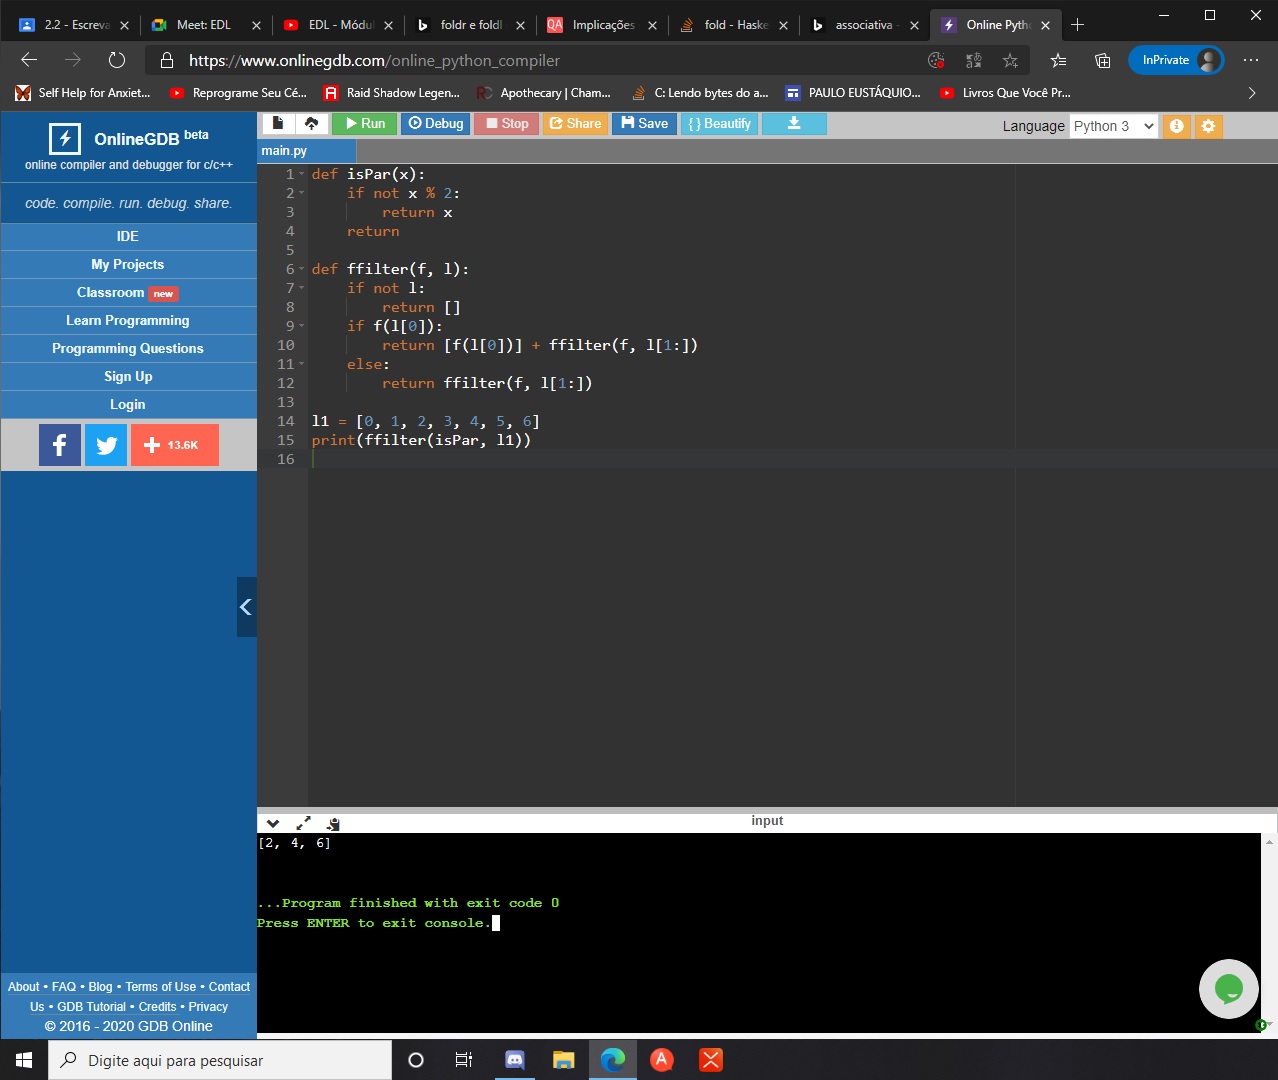 2.2 - Escreva
Meet: EDL
EDL - Módul
foldr e foldl
Implicações
fold - Haske
associativa -
Online Pytho
https://www.onlinegdb.com/online_python_compiler
InPrivate
Self Help for Anxiet...
Reprograme Seu Cé...
Raid Shadow Legen...
Apothecary | Cham...
C: Lendo bytes do a...
PAULO EUSTÁQUIO...
Livros Que Você Pr...
OnlineGDB beta
online compiler and debugger for c/c++
code. compile. run. debug. share.
IDE
My Projects
Classroom new
Learn Programming
Programming Questions
Sign Up
Login
13.6K
Run
Debug
Stop
Share
Save
{ } Beautify
Language Python 3
main.py
1 def isPar(x):
2     if not x % 2:
3         return x
4     return
5
6 def ffilter(f, l):
7     if not l:
8         return []
9     if f(l[0]):
10         return [f(l[0])] + ffilter(f, l[1:])
11     else:
12         return ffilter(f, l[1:])
13
14 l1 = [0, 1, 2, 3, 4, 5, 6]
15 print(ffilter(isPar, l1))
16
input
[2, 4, 6]
...Program finished with exit code 0
Press ENTER to exit console.
About • FAQ • Blog • Terms of Use • Contact
Us • GDB Tutorial • Credits • Privacy
© 2016 - 2020 GDB Online
Digite aqui para pesquisar